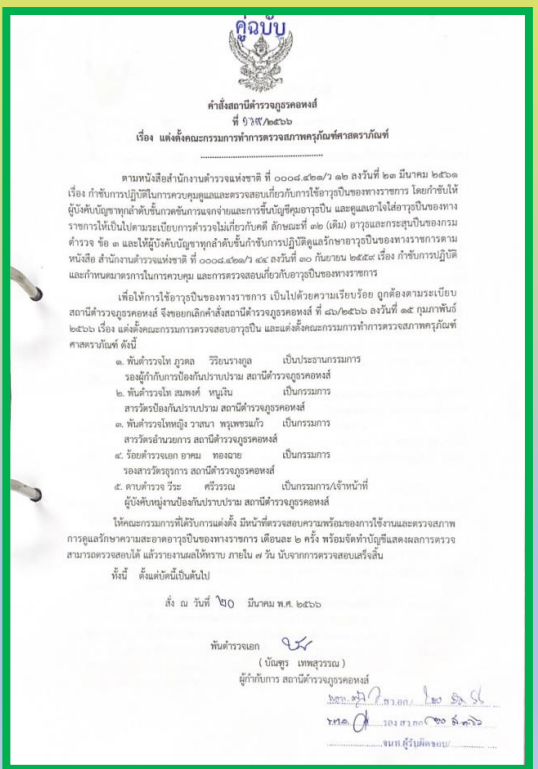 คู่ฉบับ
คำสั่งสถานีตำรวจภูธรคอหงส์
ที่ ๑๓๙/๒๕๖๖
เรื่อง แต่งตั้งคณะกรรมการทำการตรวจสภาพครุภัณฑ์ศาสตราภัณฑ์
ตามหนังสือสำนักงานตำรวจแห่งชาติ ที่ ๐๐๐๘.๔๒๑/ว ๑๒ ลงวันที่ ๒๓ มีนาคม ๒๕๖๑
เรื่อง กำชับการปฏิบัติในการควบคุมดูแลและตรวจสอบเกี่ยวกับการใช้อาวุธปืนของทางราชการ โดยกำชับให้
ผู้บังคับบัญชาทุกลำดับชั้นกวดขันการแจกจ่ายและการขึ้นบัญชีคุมอาวุธปืน และดูแลเอาใจใส่อาวุธปืนของทาง
ราชการให้เป็นไปตามระเบียบการตำรวจไม่เกี่ยวกับคดี ลักษณะที่ ๓๒ (เดิม) อาวุธและกระสุนปืนของกรม
ตำรวจ ข้อ ๓ และให้ผู้บังคับบัญชาทุกลำดับชั้นกำชับการปฏิบัติดูแลรักษาอาวุธปืนของทางราชการตาม
หนังสือ สำนักงานตำรวจแห่งชาติ ที่ ๐๐๐๘.๔๒๑/ว ๔๔ ลงวันที่ ๓๐ กันยายน ๒๕๕๙ เรื่อง กำชับการปฏิบัติ
และกำหนดมาตรการในการควบคุม และการตรวจสอบเกี่ยวกับอาวุธปืนของทางราชการ
เพื่อให้การใช้อาวุธปืนของทางราชการ เป็นไปด้วยความเรียบร้อย ถูกต้องตามระเบียบ
สถานีตำรวจภูธรคอหงส์ จึงขอยกเลิกคำสั่งสถานีตำรวจภูธรคอหงส์ ที่ ๘๖/๒๕๖๖ ลงวันที่ ๑๕ กุมภาพันธ์
๒๕๖๖ เรื่อง แต่งตั้งคณะกรรมการตรวจสอบอาวุธปืน และแต่งตั้งคณะกรรมการทำการตรวจสภาพครุภัณฑ์
ศาสตราภัณฑ์ ดังนี้
๑. พันตำรวจโท ภูวดล วิริยนรางกูล เป็นประธานกรรมการ
รองผู้กำกับการป้องกันปราบปราม สถานีตำรวจภูธรคอหงส์
๒. พันตำรวจโท สมพงศ์ หนูเงิน เป็นกรรมการ
สารวัตรป้องกันปราบปราม สถานีตำรวจภูธรคอหงส์
๓. พันตำรวจโทหญิง วาสนา พรุเพชรแก้ว เป็นกรรมการ
สารวัตรอำนวยการ สถานีตำรวจภูธรคอหงส์
๔. ร้อยตำรวจเอก อาคม ทองฉาย เป็นกรรมการ
รองสารวัตรธุรการ สถานีตำรวจภูธรคอหงส์
๕. ดาบตำรวจ วีระ ศรีวรรณ เป็นกรรมการ/เจ้าหน้าที่
ผู้บังคับหมู่งานป้องกันปราบปราม สถานีตำรวจภูธรคอหงส์
ให้คณะกรรมการที่ได้รับการแต่งตั้ง มีหน้าที่ตรวจสอบความพร้อมของการใช้งานและตรวจสภาพ
การดูแลรักษาความสะอาดอาวุธปืนของทางราชการ เดือนละ ๒ ครั้ง พร้อมจัดทำบัญชีแสดงผลการตรวจ
สามารถตรวจสอบได้ แล้วรายงานผลให้ทราบ ภายใน ๗ วัน นับจากการตรวจสอบเสร็จสิ้น
ทั้งนี้ ตั้งแต่บัดนี้เป็นต้นไป
สั่ง ณ วันที่ ๒๐ มีนาคม พ.ศ. ๒๕๖๖
พันตำรวจเอก
( บัณฑูร เทพสุวรรณ )
ผู้กำกับการ สถานีตำรวจภูธรคอหงส์
สว.อก.
รอง สว.ธก.
จนท.ผู้รับผิดชอบ